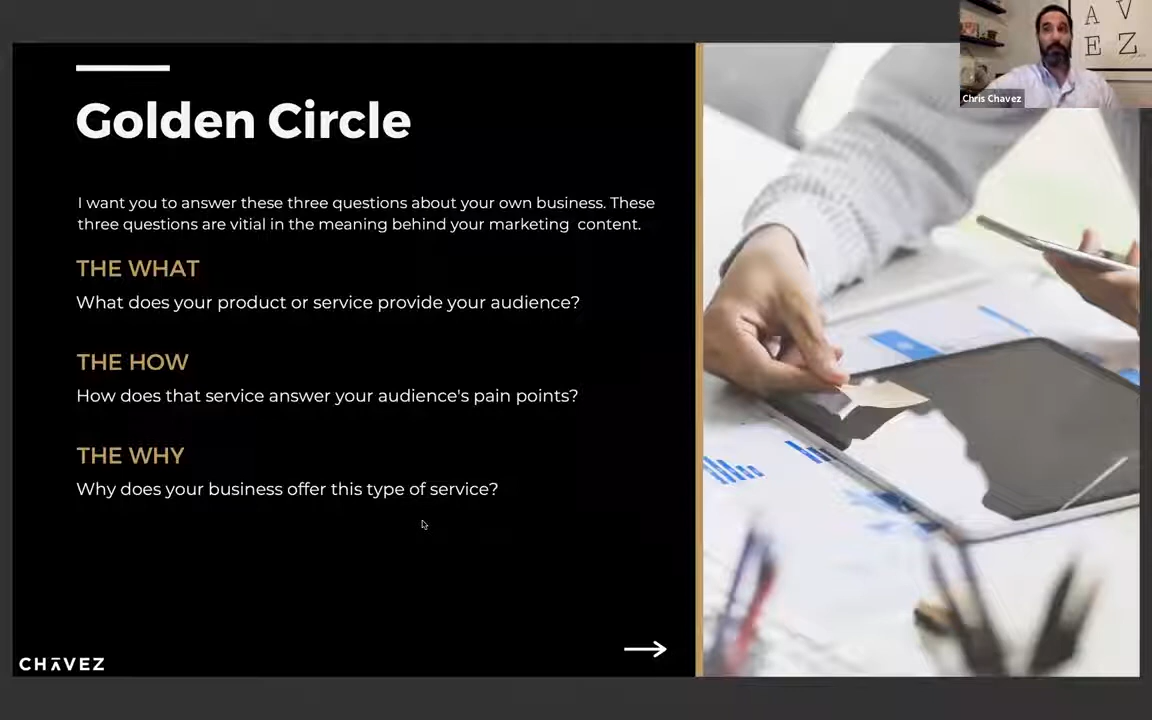 A V
E Z
Chris Chavez
Golden Circle
I want you to answer these three questions about your own business. These
three questions are vitial in the meaning behind your marketing content.
THE WHAT
What does your product or service provide your audience?
THE HOW
How does that service answer your audience's pain points?
THE WHY
Why does your business offer this type of service?
CHĀVEZ